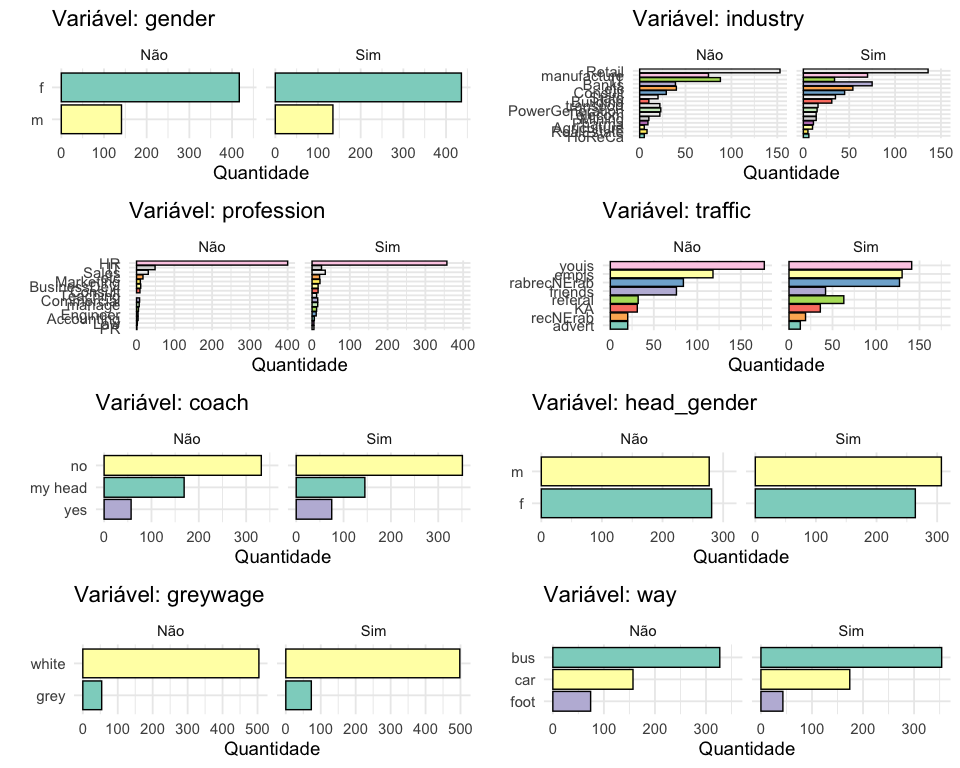 Variável: gender
Não
Sim
f
m
0 100 200 300 400
0 100 200 300 400
Quantidade
Variável: industry
Não
Sim
Retail
manufacture
Banks
Consult
PowerGeneration
HoReCa
0 50 100 150
0 50 100 150
Quantidade
Variável: profession
Não
Sim
HR
Sales
Marketing
Commercial
Engineer
Accounting
Law
PR
0 100 200 300 400
0 100 200 300 400
Quantidade
Variável: traffic
Não
Sim
youjs
empjs
rabrecNErab
friends
referal
KA
recNErab
advert
0 50 100 150
0 50 100 150
Quantidade
Variável: coach
Não
Sim
no
my head
yes
0 100 200 300
0 100 200 300
Quantidade
Variável: head_gender
Não
Sim
m
f
0 100 200 300
0 100 200 300
Quantidade
Variável: greywage
Não
Sim
white
grey
0 100 200 300 400 500
0 100 200 300 400 500
Quantidade
Variável: way
Não
Sim
bus
car
foot
0 100 200 300
0 100 200 300
Quantidade